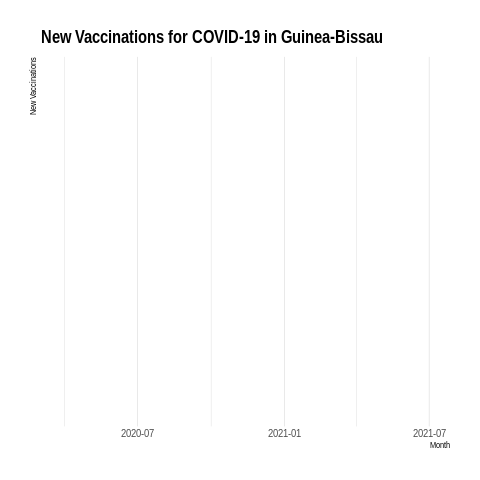 New Vaccinations for COVID-19 in Guinea-Bissau
New Vaccinations
2020-07 2021-01 2021-07
Month